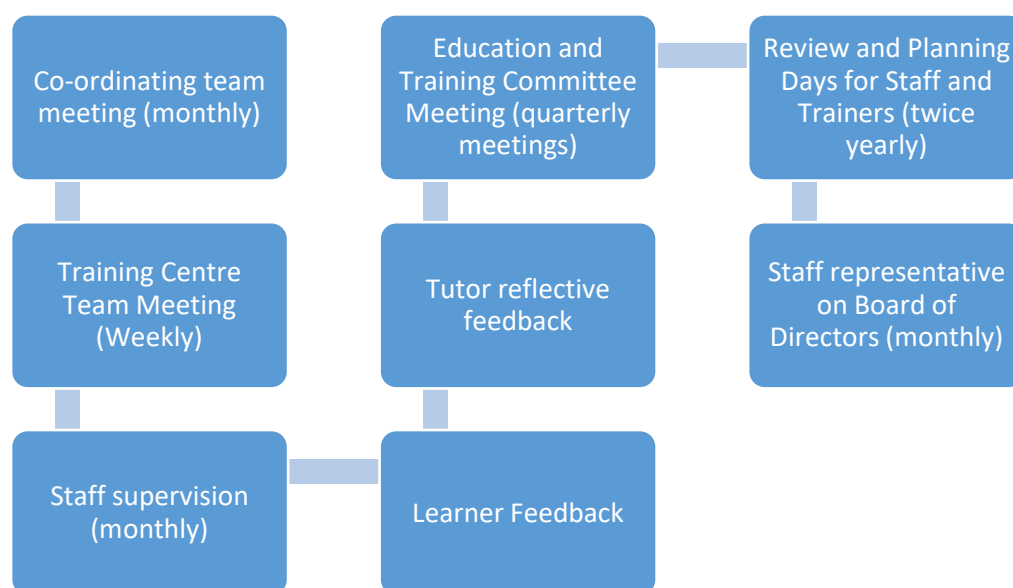 Co-ordinating team
meeting (monthly)
Training Centre
Team Meeting
(Weekly)
Staff supervision
(monthly)
Learner Feedback
Tutor reflective
feedback
Education and
Training Committee
Meeting (quarterly
meetings)
Review and Planning
Days for Staff and
Trainers (twice
yearly)
Staff representative
on Board of
Directors (monthly)